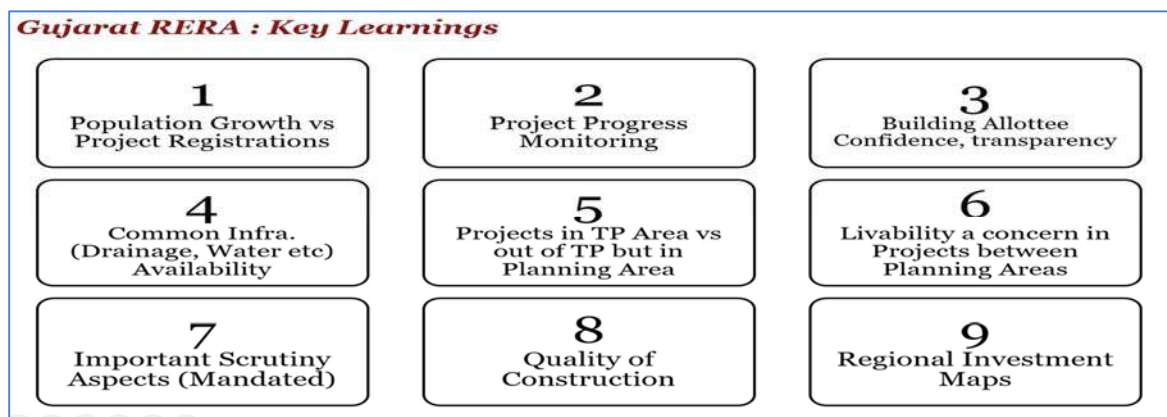 Gujarat RERA : Key Learnings
1
Population Growth vs
Project Registrations
2
Project Progress
Monitoring
3
Building Allottee
Confidence, transparency
4
Common Infra.
(Drainage, Water etc)
Availability
5
Projects in TP Area vs
out of TP but in
Planning Area
6
Livability a concern in
Projects between
Planning Areas
7
Important Scrutiny
Aspects (Mandated)
8
Quality of
Construction
9
Regional Investment
Maps